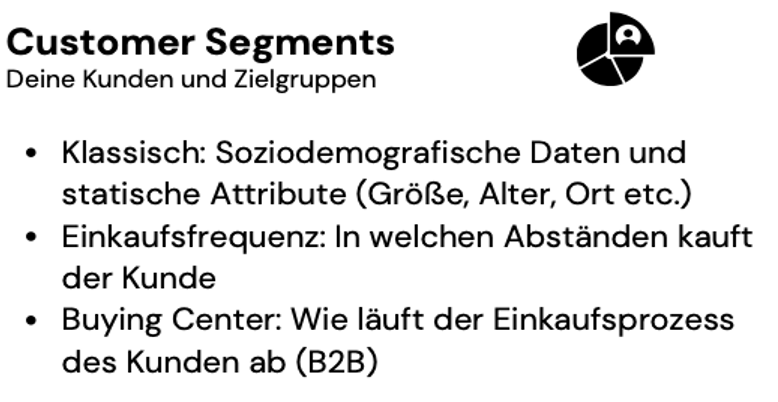 Customer Segments
Deine Kunden und Zielgruppen
• Klassisch: Soziodemografische Daten und
statische Attribute (Größe, Alter, Ort etc.)
• Einkaufsfrequenz: In welchen Abständen kauft
der Kunde
• Buying Center: Wie läuft der Einkaufsprozess
des Kunden ab (B2B)